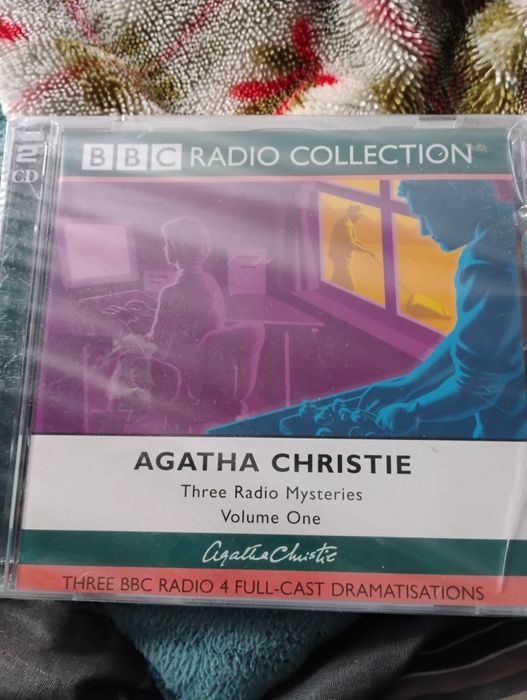 2
CD
BBC RADIO COLLECTION
AGATHA CHRISTIE
Three Radio Mysteries
Volume One
Agatha Christie
THREE BBC RADIO 4 FULL-CAST DRAMATISATIONS